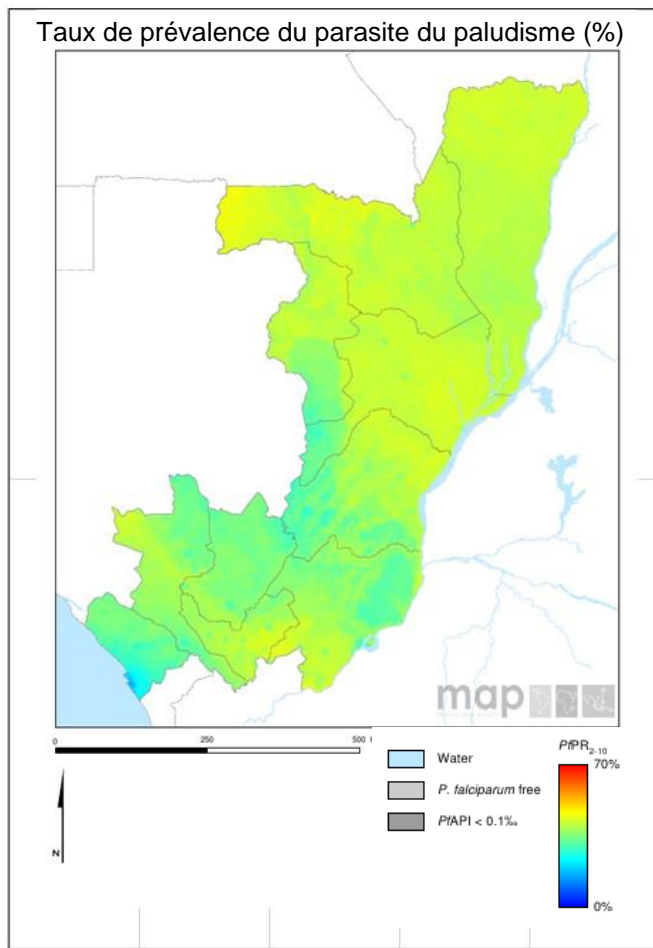 Taux de prévalence du parasite du paludisme (%)
map
0 250 500
Water
P. falciparum free
PfAPI < 0.1‰
PfPR2-10
70%
0%
N